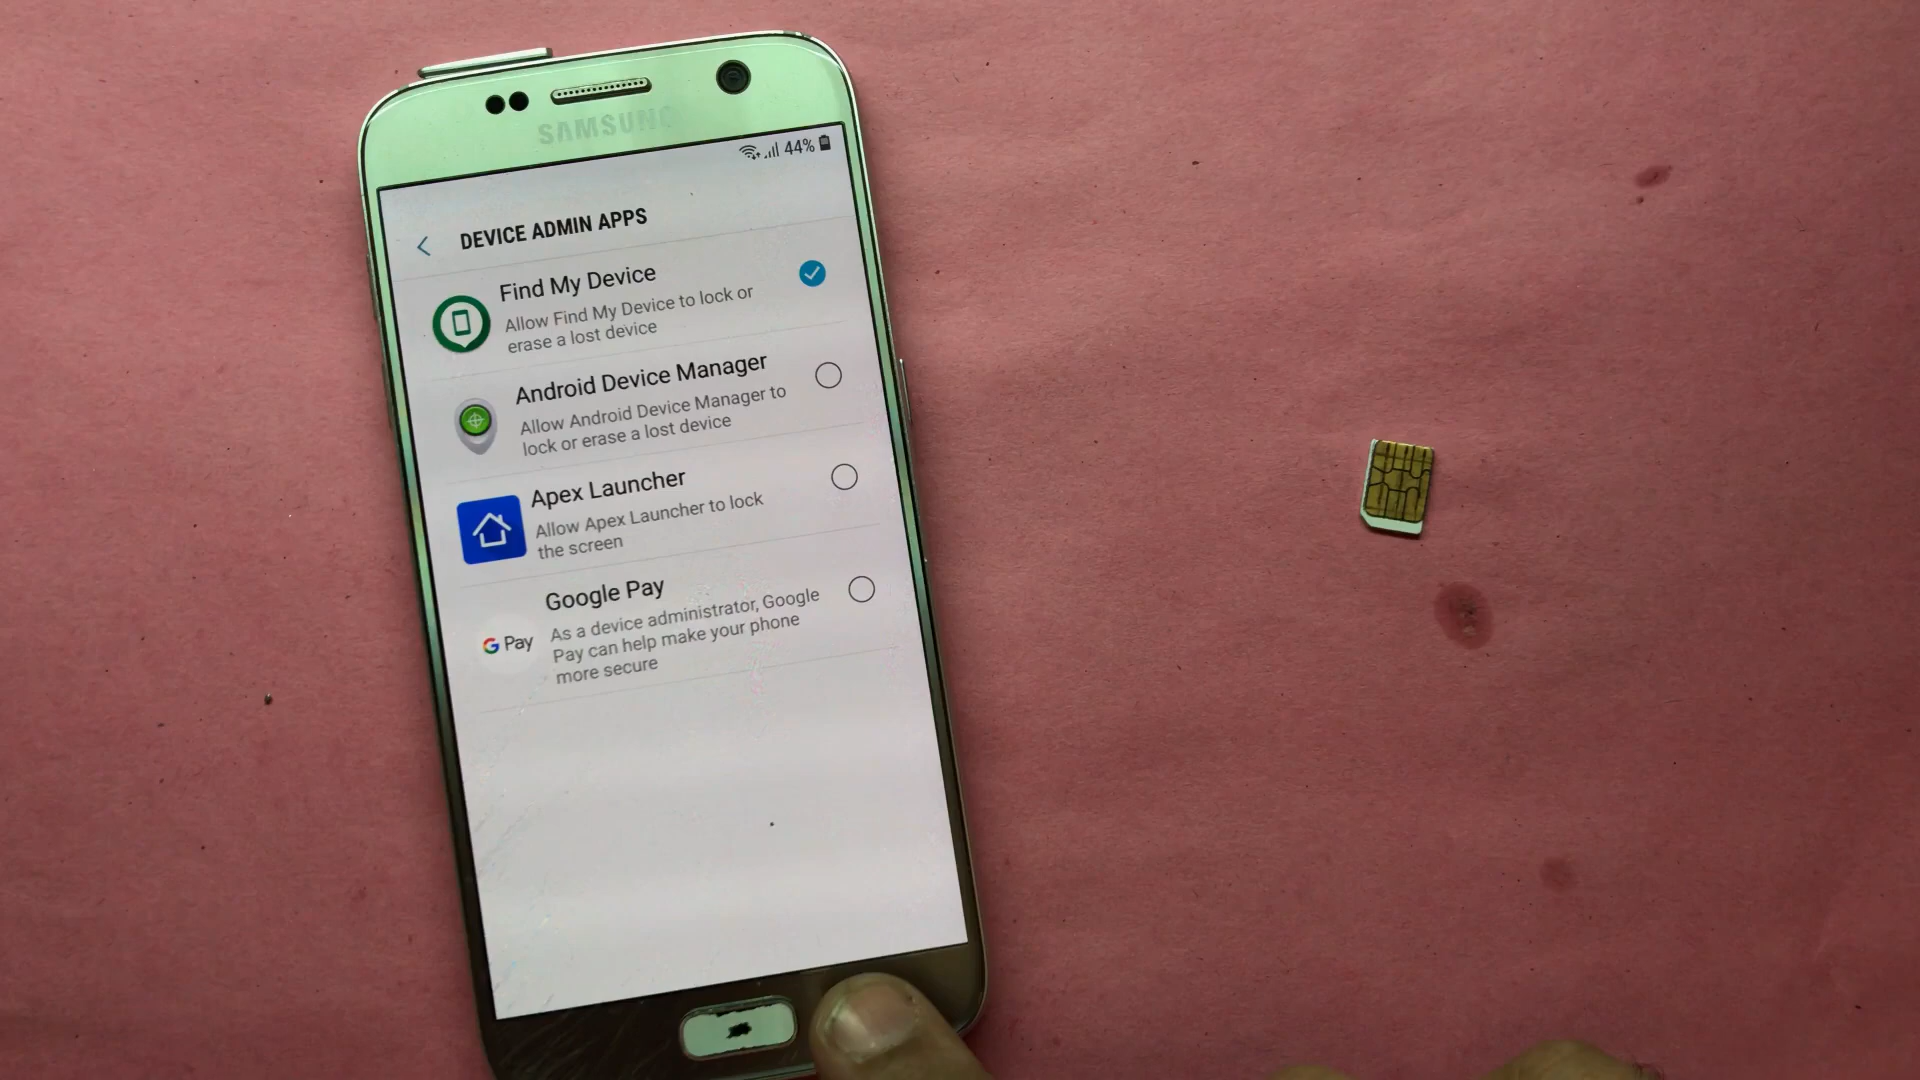 SAMSUNG
44%
DEVICE ADMIN APPS
Find My Device
Allow Find My Device to lock or
erase a lost device
Android Device Manager
Allow Android Device Manager to
lock or erase a lost device
Apex Launcher
Allow Apex Launcher to lock
the screen
Google Pay
G Pay
As a device administrator, Google
Pay can help make your phone
more secure